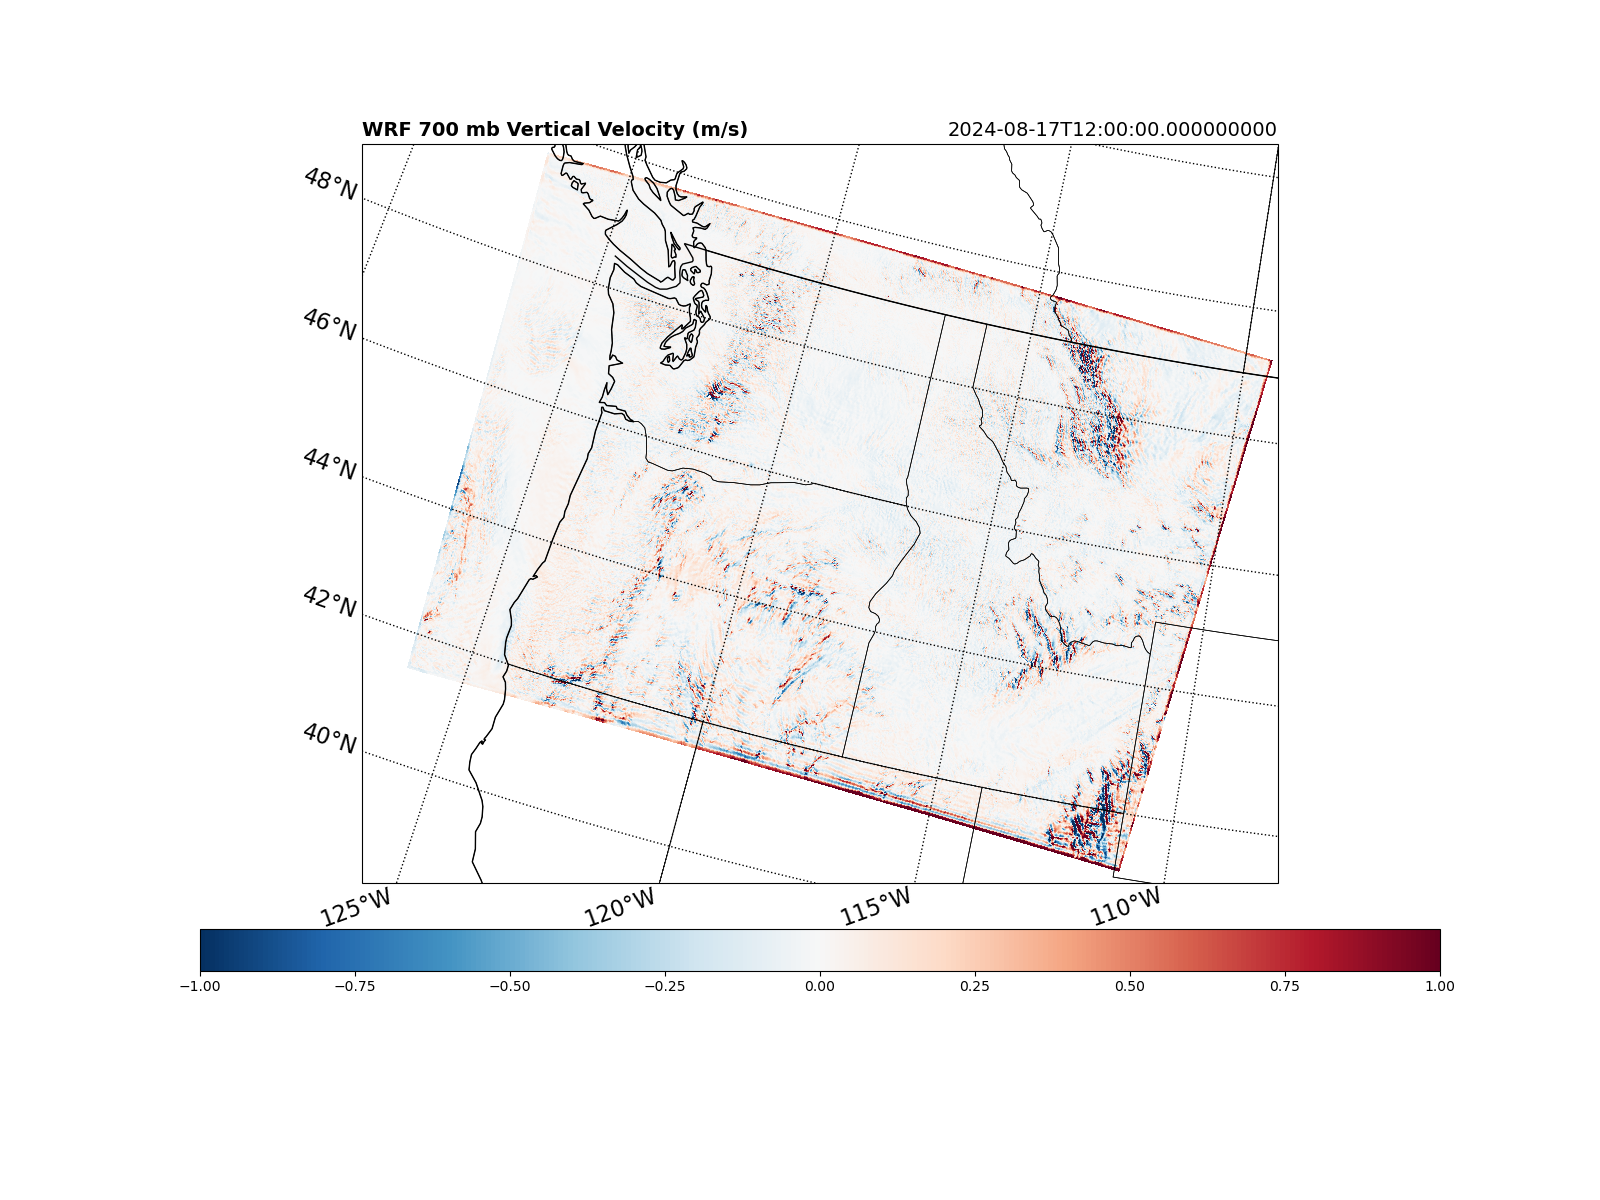 WRF 700 mb Vertical Velocity (m/s)
2024-08-17T12:00:00.000000000
48°N
46°N
44°N
42°N
40°N
125°W
120°W
115°W
110°W
−1.00
−0.75
−0.50
−0.25
0.00
0.25
0.50
0.75
1.00